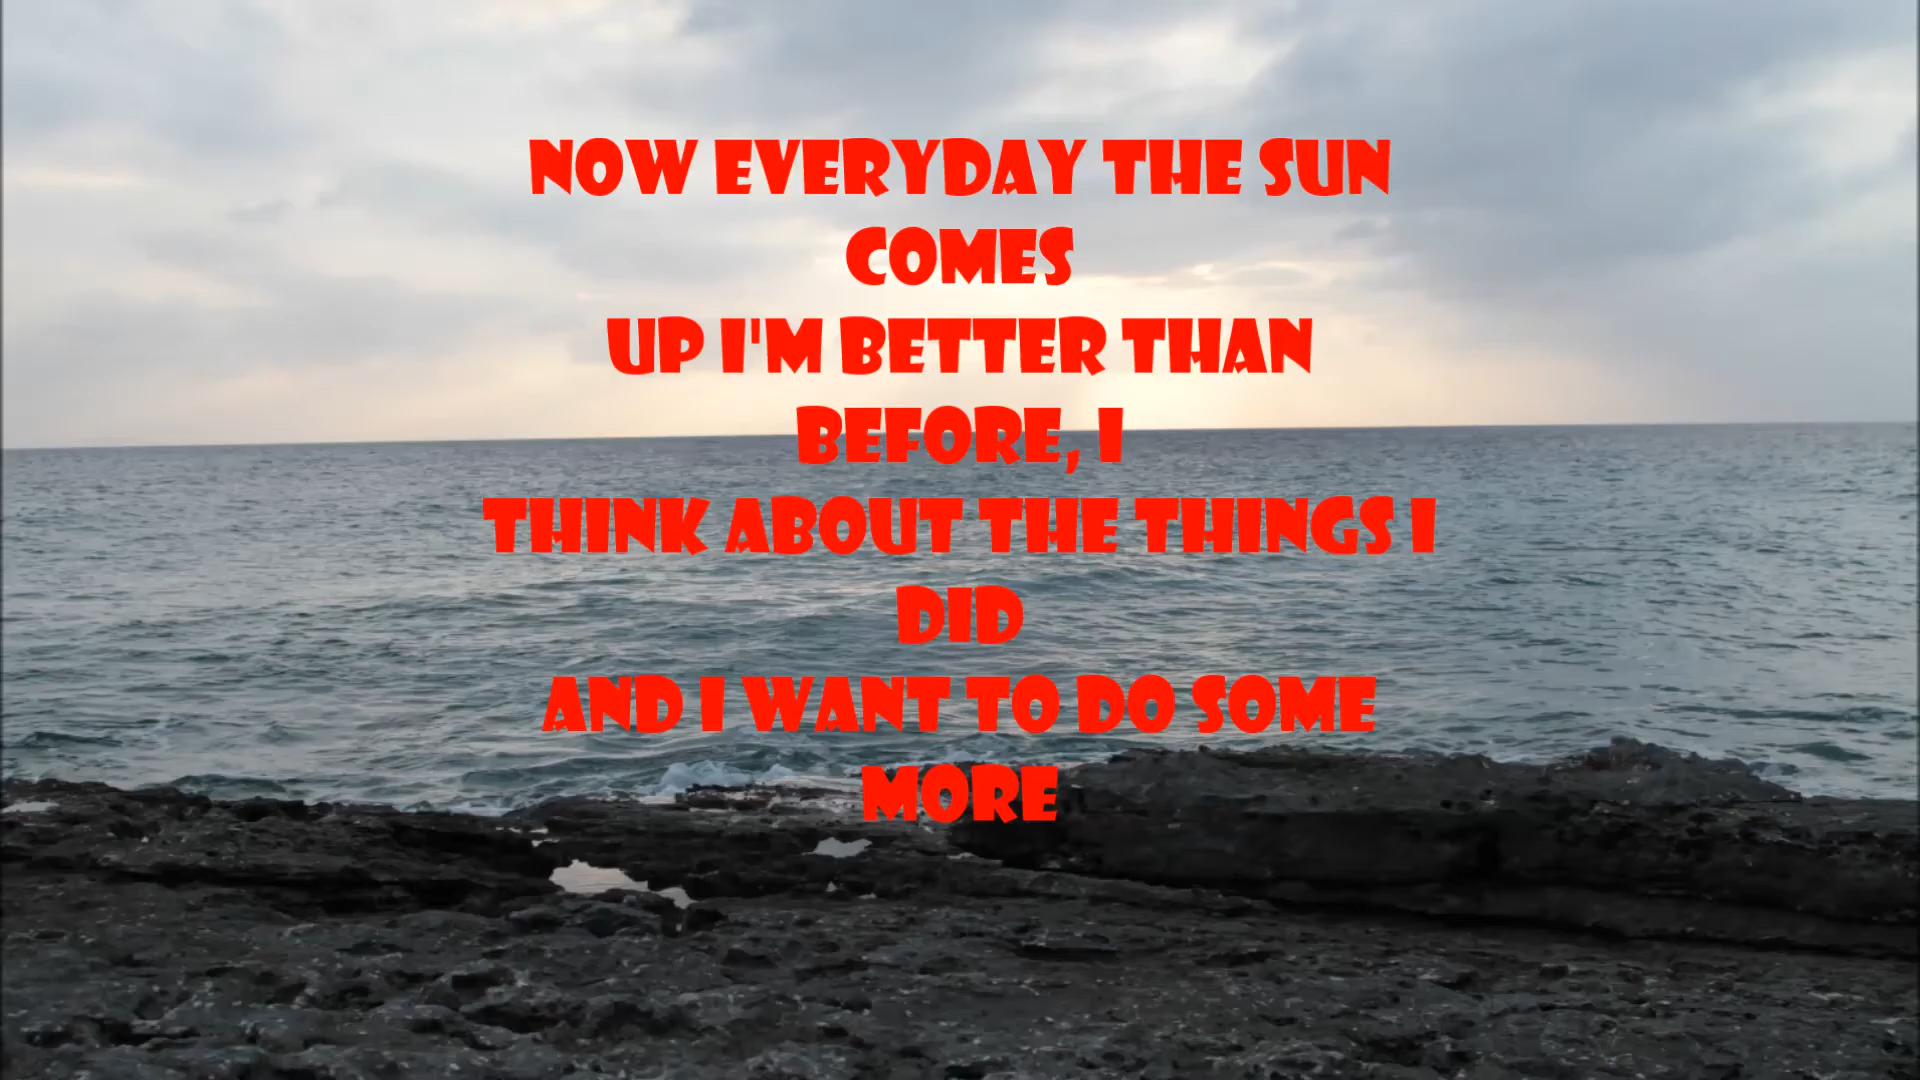 NOW EVERYDAY THE SUN
COMES
UP I'M BETTER THAN
BEFORE, I
THINK ABOUT THE THINGS I
DID
AND I WANT TO DO SOME
MORE